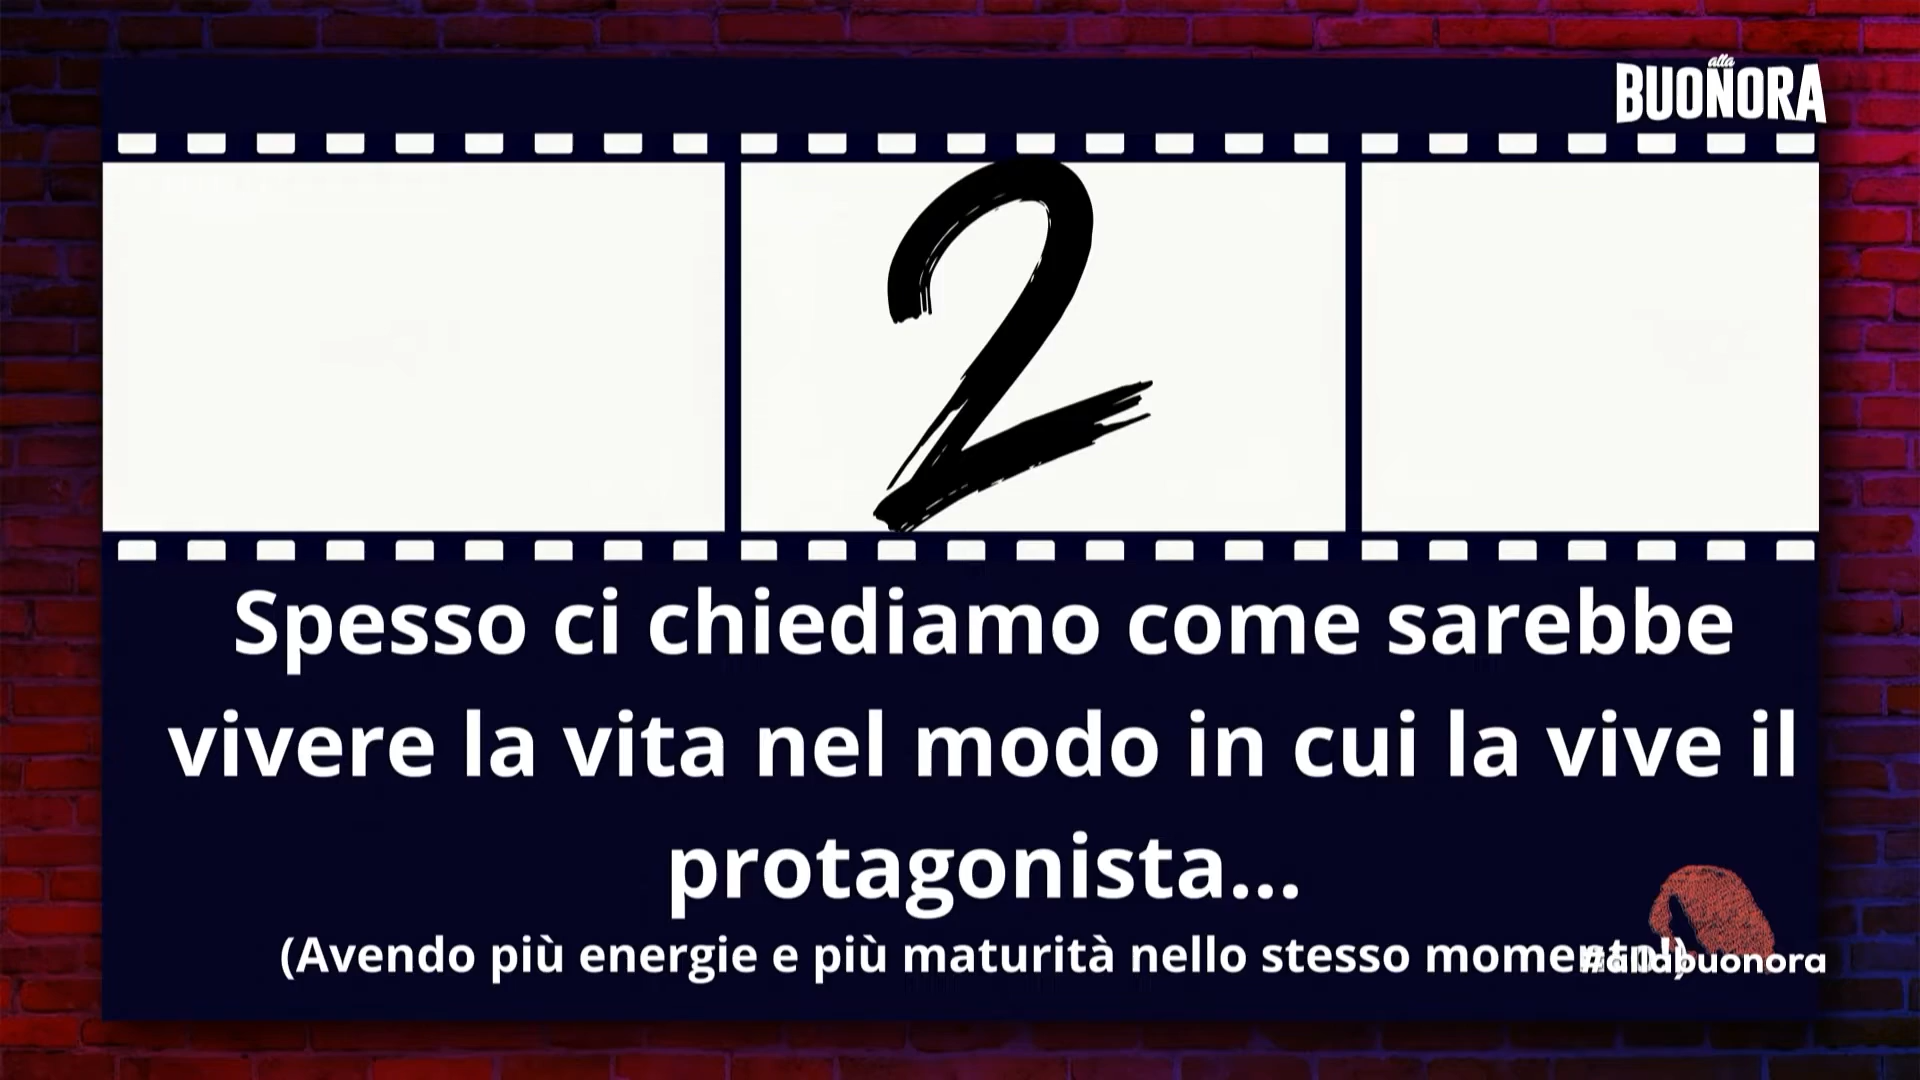 alla
BUONORA
2
Spesso ci chiediamo come sarebbe
vivere la vita nel modo in cui la vive il
protagonista...
(Avendo più energie e più maturità nello stesso momento!)
#allabuonora